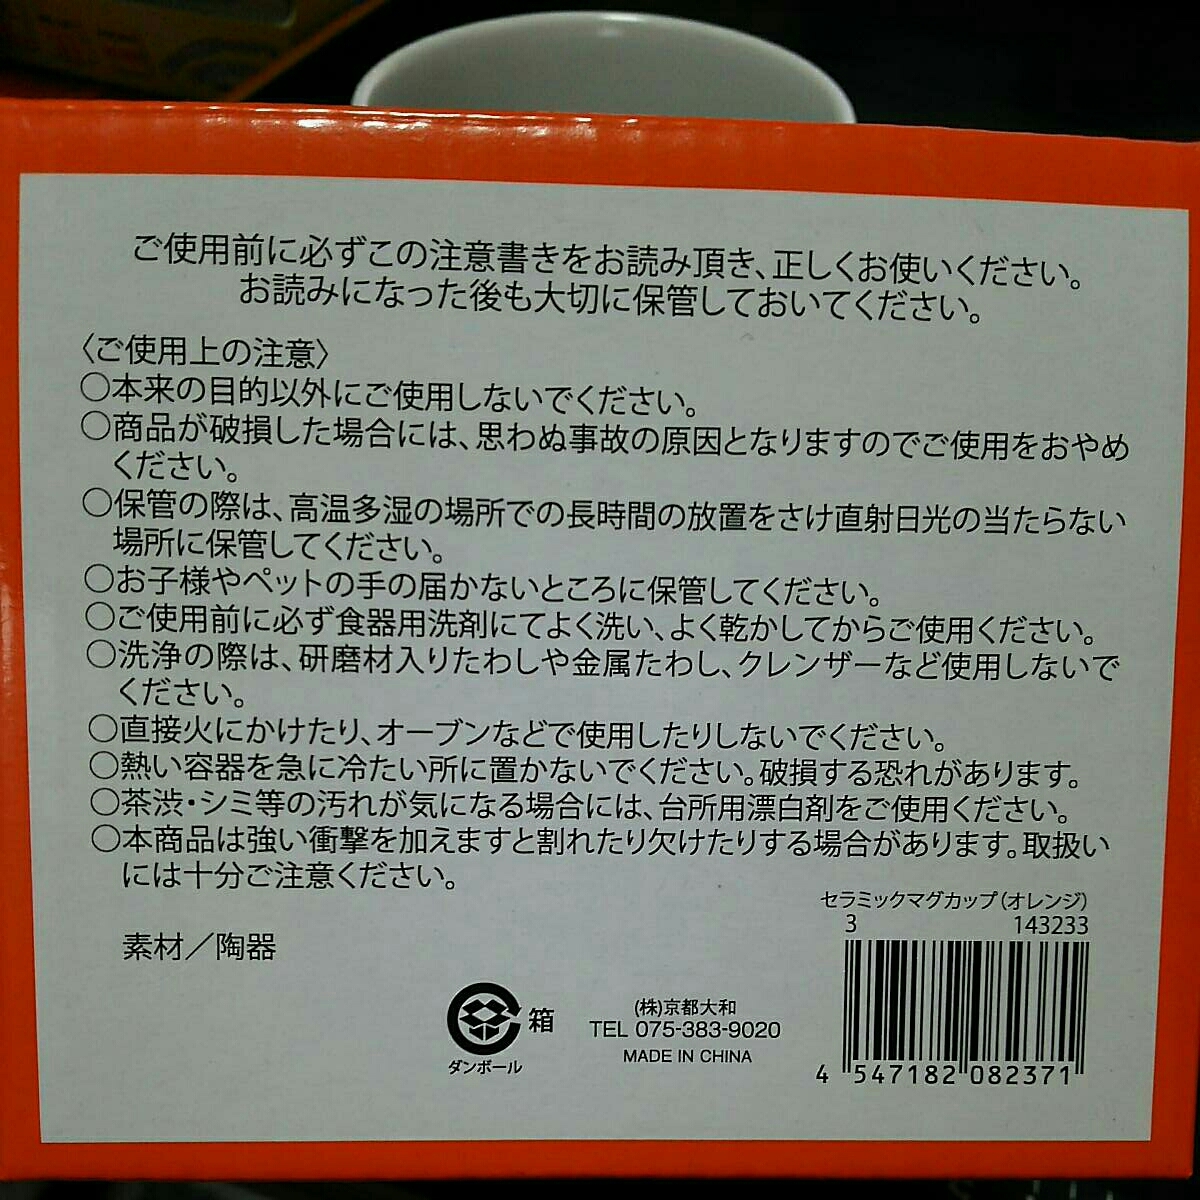 ご使用前に必ずこの注意書きをお読み頂き、正しくお使いください。
お読みになった後も大切に保管しておいてください。
〈ご使用上の注意〉
○本来の目的以外にご使用しないでください。
○商品が破損した場合には、思わぬ事故の原因となりますのでご使用をおやめ
ください。
○保管の際は、高温多湿の場所での長時間の放置をさけ直射日光の当たらない
場所に保管してください。
○お子様やペットの手の届かないところに保管してください。
○ご使用前に必ず食器用洗剤にてよく洗い、よく乾かしてからご使用ください。
○洗浄の際は、研磨材入りたわしや金属たわし、クレンザーなど使用しないで
ください。
○直接火にかけたり、オーブンなどで使用したりしないでください。
○熱い容器を急に冷たい所に置かないでください。破損する恐れがあります。
○茶渋・シミ等の汚れが気になる場合には、台所用漂白剤をご使用ください。
○本商品は強い衝撃を加えますと割れたり欠けたりする場合があります。取扱い
には十分ご注意ください。
素材／陶器
箱
ダンボール
(株)京都大和
TEL 075-383-9020
MADE IN CHINA
セラミックマグカップ(オレンジ)
3 143233
4 547182 082371